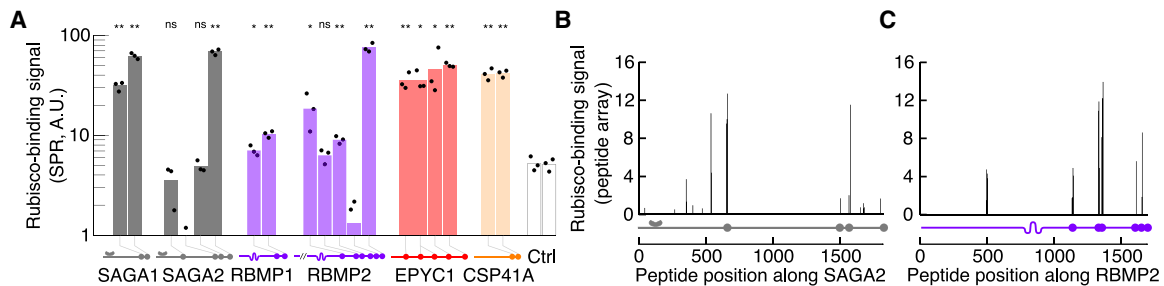 A
** ** ns ns ** * ** * ns ** ** ** * * ** ** **
Rubisco-binding signal
(SPR, A.U.)
100
10
1
SAGA1 SAGA2 RBMP1 RBMP2 EPYC1 CSP41A Ctrl
B
Rubisco-binding signal
(peptide array)
16
12
8
4
0
0 500 1000 1500
Peptide position along SAGA2
C
16
12
8
4
0
0 500 1000 1500
Peptide position along RBMP2